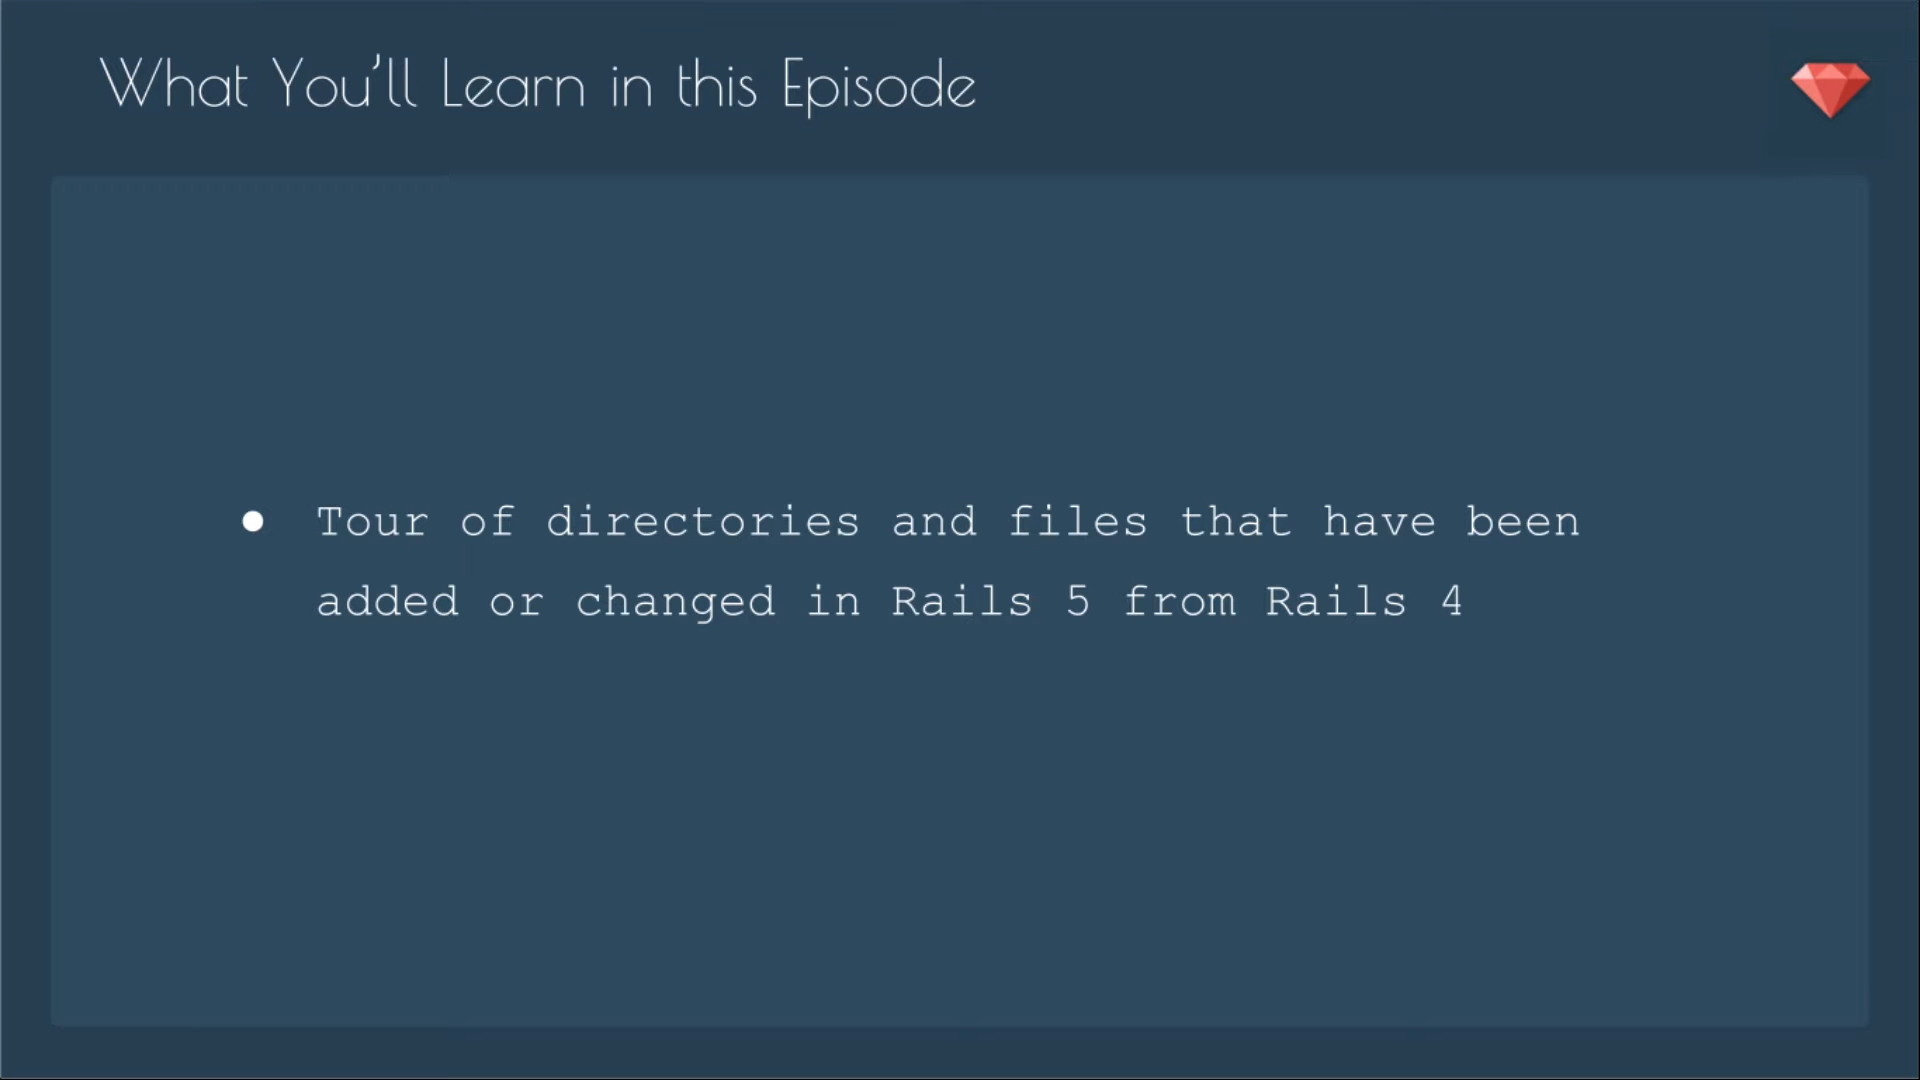 What You’ll Learn in this Episode
● Tour of directories and files that have been
added or changed in Rails 5 from Rails 4